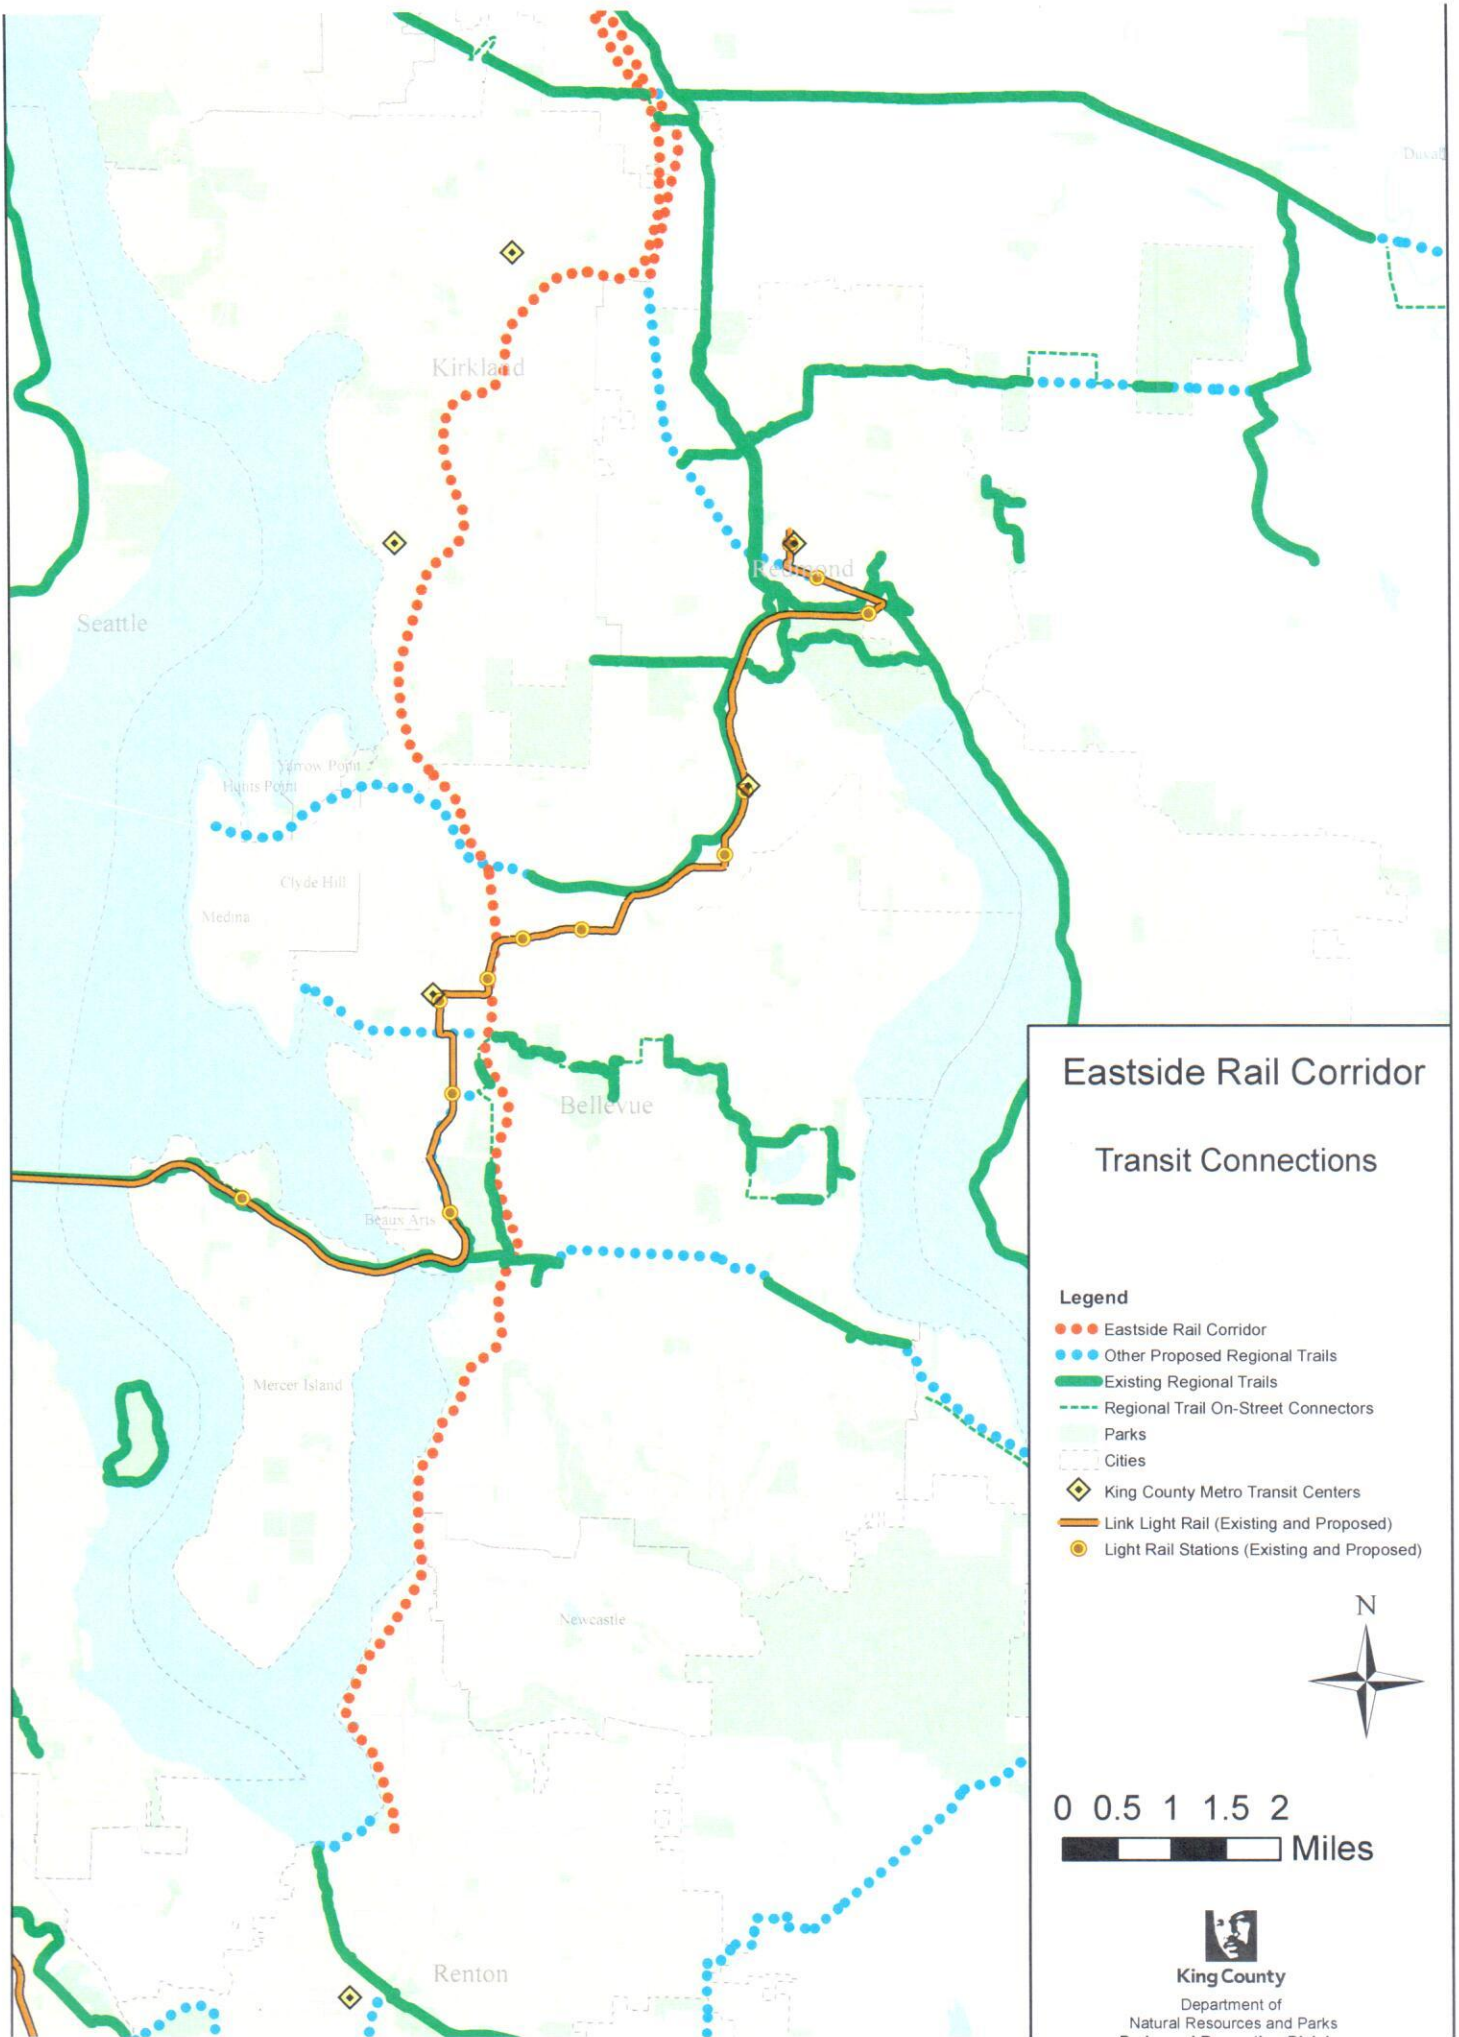 Duvall
Kirkland
Redmond
Seattle
Yarrow Point
Hunts Point
Clyde Hill
Medina
Bellevue
Beaux Arts
Mercer Island
Newcastle
Renton
Eastside Rail Corridor
Transit Connections
Legend
Eastside Rail Corridor
Other Proposed Regional Trails
Existing Regional Trails
Regional Trail On-Street Connectors
Parks
Cities
King County Metro Transit Centers
Link Light Rail (Existing and Proposed)
Light Rail Stations (Existing and Proposed)
N
0 0.5 1 1.5 2
Miles
King County
Department of
Natural Resources and Parks